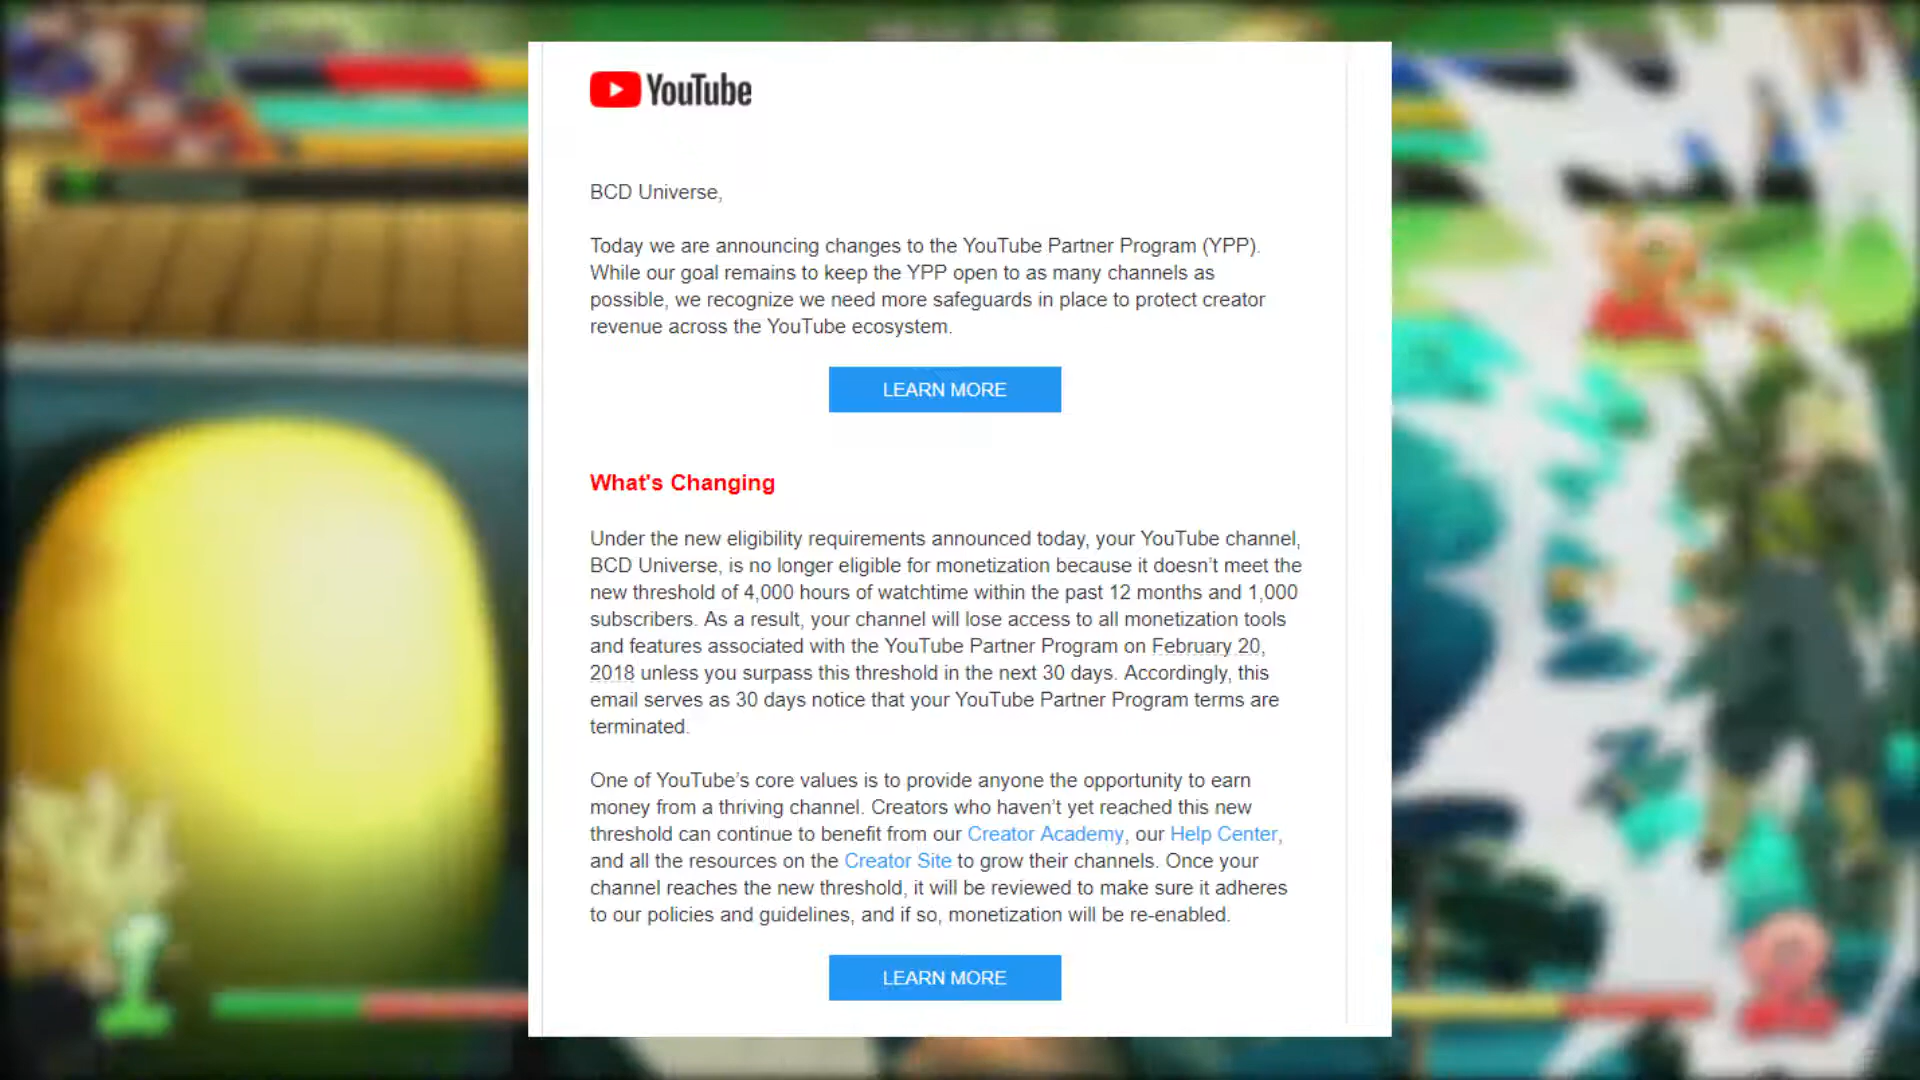 YouTube
BCD Universe,
Today we are announcing changes to the YouTube Partner Program (YPP).
While our goal remains to keep the YPP open to as many channels as
possible, we recognize we need more safeguards in place to protect creator
revenue across the YouTube ecosystem.
LEARN MORE
What's Changing
Under the new eligibility requirements announced today, your YouTube channel,
BCD Universe, is no longer eligible for monetization because it doesn’t meet the
new threshold of 4,000 hours of watchtime within the past 12 months and 1,000
subscribers. As a result, your channel will lose access to all monetization tools
and features associated with the YouTube Partner Program on February 20,
2018 unless you surpass this threshold in the next 30 days. Accordingly, this
email serves as 30 days notice that your YouTube Partner Program terms are
terminated.
One of YouTube’s core values is to provide anyone the opportunity to earn
money from a thriving channel. Creators who haven’t yet reached this new
threshold can continue to benefit from our Creator Academy, our Help Center,
and all the resources on the Creator Site to grow their channels. Once your
channel reaches the new threshold, it will be reviewed to make sure it adheres
to our policies and guidelines, and if so, monetization will be re-enabled.
LEARN MORE